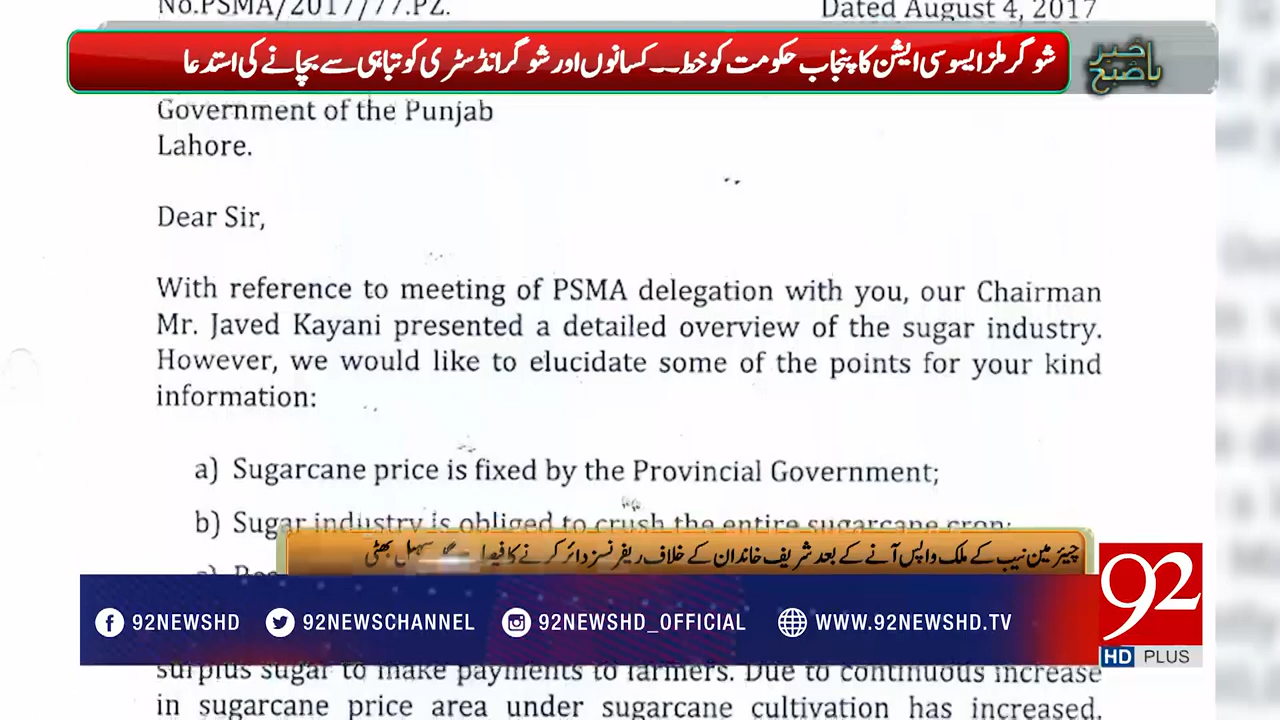 No.PSMA/2017/77.PZ.
Dated August 4, 2017
شوگر ملز ایسوسی ایشن کا پنجاب حکومت کو خط۔۔کسانوں اور شوگر انڈسٹری کو تباہی سے بچانے کی استدعا
باخبر صبح
Government of the Punjab
Lahore.
Dear Sir,
With reference to meeting of PSMA delegation with you, our Chairman
Mr. Javed Kayani presented a detailed overview of the sugar industry.
However, we would like to elucidate some of the points for your kind
information:
a) Sugarcane price is fixed by the Provincial Government;
b) Sugar industry is obliged to crush the entire sugarcane crop;
چیئرمین نیب کے ملک واپس آنے کے بعد شریف خاندان کے خلاف ریفرنسز دائر کرنے کا سہیل بھٹی
92NEWSHD
92NEWSCHANNEL
92NEWSHD_OFFICIAL
WWW.92NEWSHD.TV
92
HD PLUS
surplus sugar to make payments to farmers. Due to continuous increase
in sugarcane price area under sugarcane cultivation has increased.